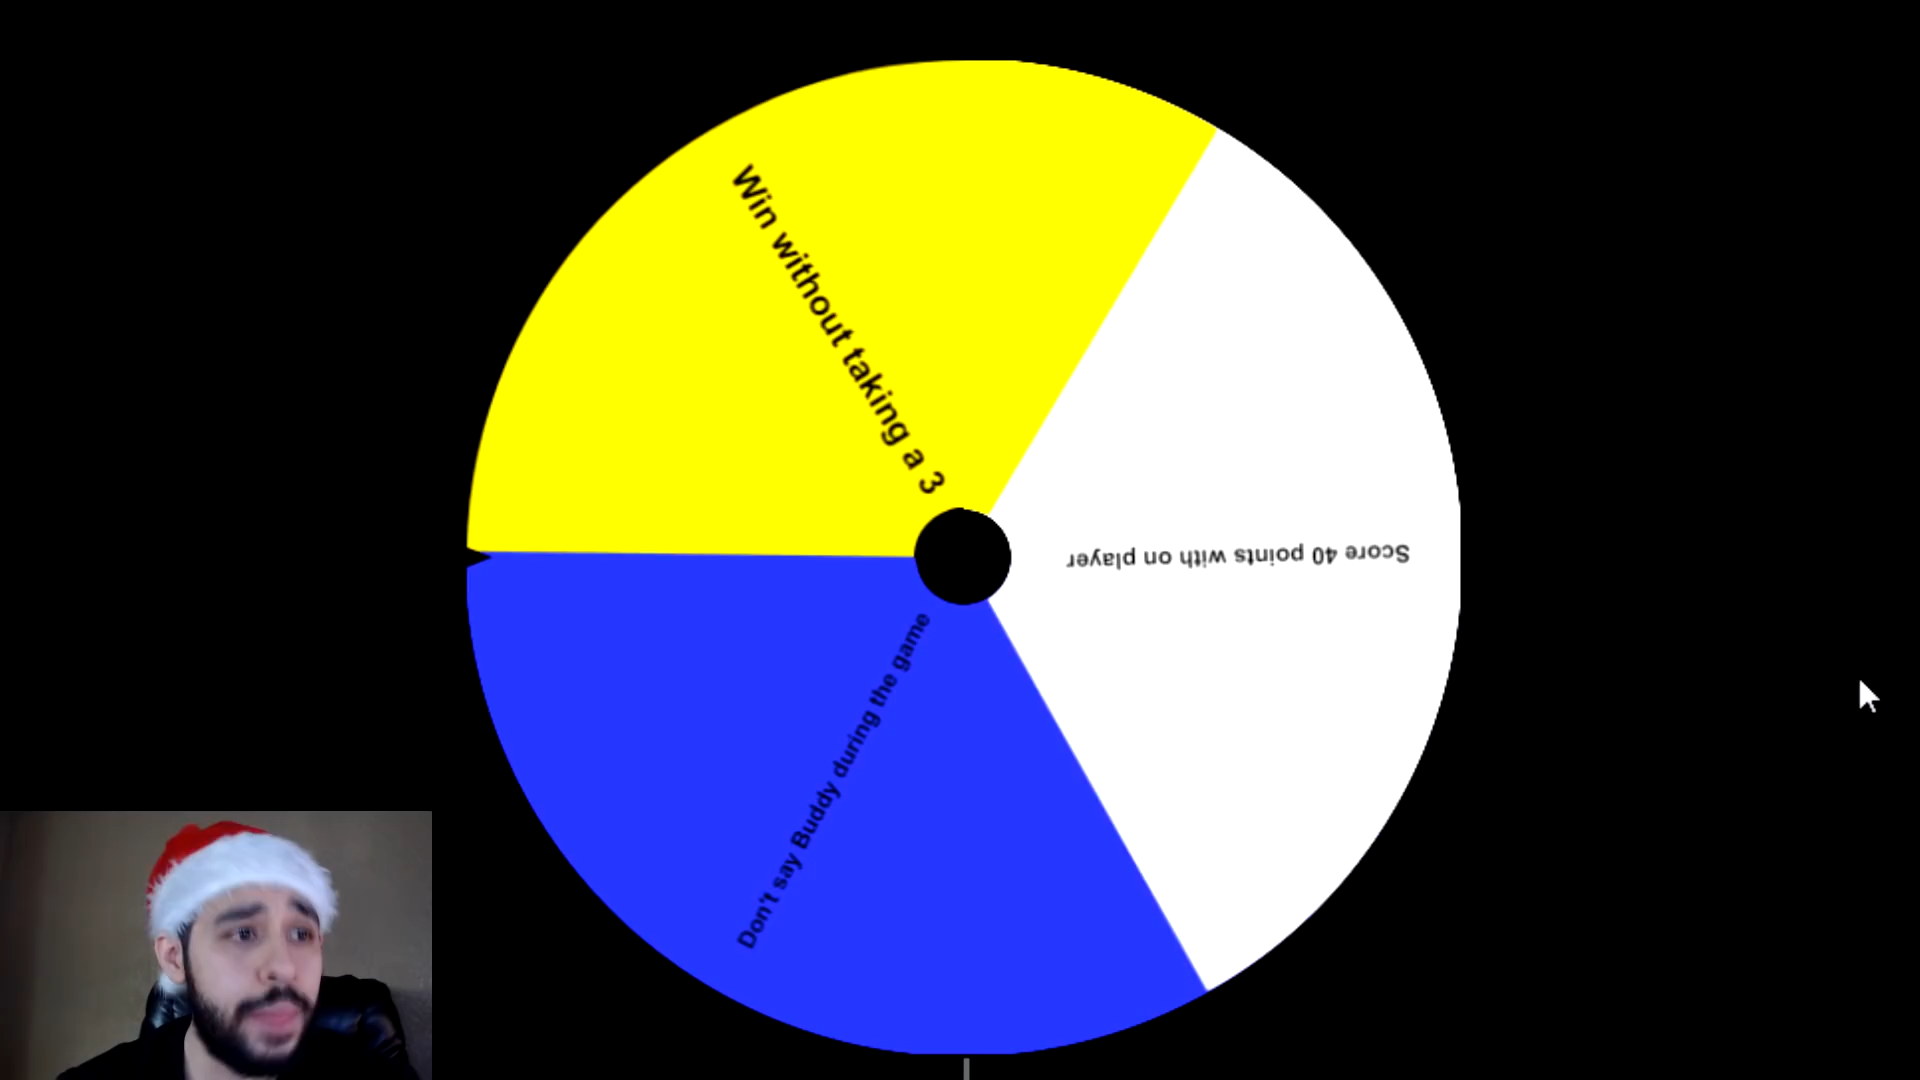 Win without taking a 3
Score 40 points with on player
Don't say Buddy during the game